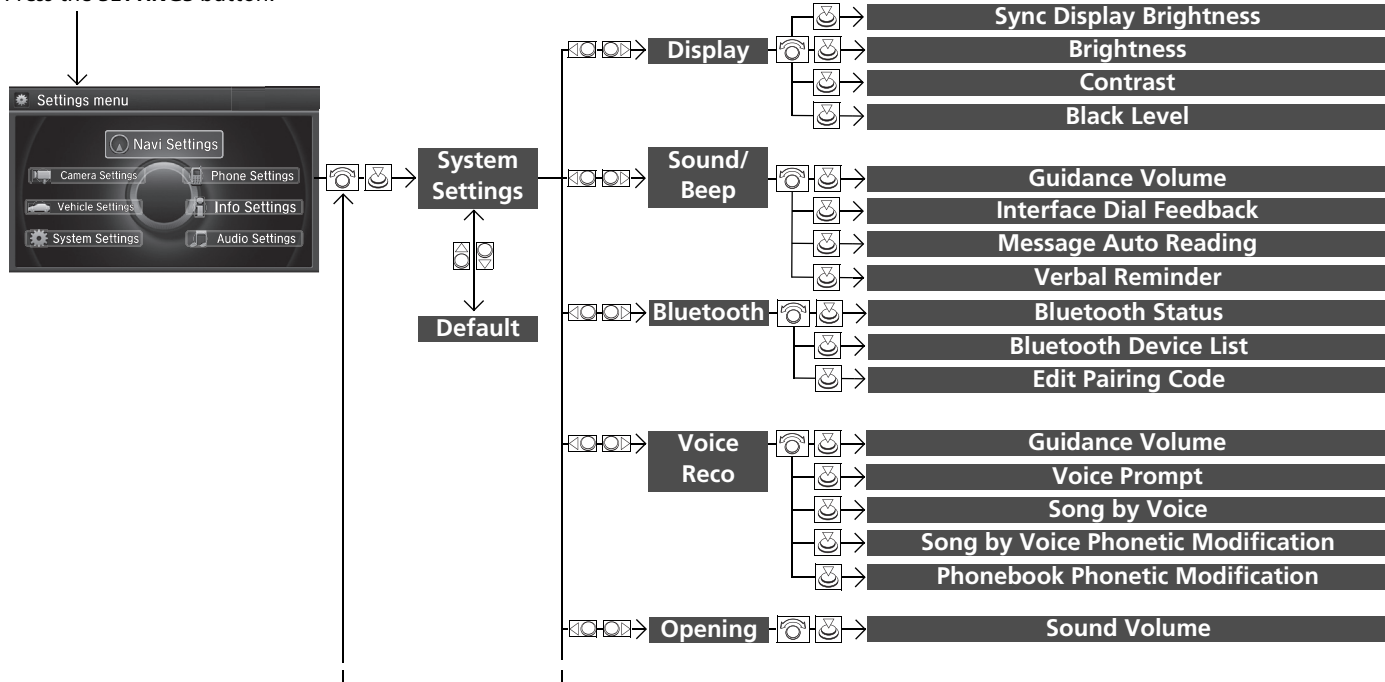 Settings menu
Navi Settings
Camera Settings
Phone Settings
Vehicle Settings
Info Settings
System Settings
Audio Settings
System
Settings
Default
Display
Sync Display Brightness
Brightness
Contrast
Black Level
Sound/
Beep
Guidance Volume
Interface Dial Feedback
Message Auto Reading
Verbal Reminder
Bluetooth
Bluetooth Status
Bluetooth Device List
Edit Pairing Code
Voice
Reco
Guidance Volume
Voice Prompt
Song by Voice
Song by Voice Phonetic Modification
Phonebook Phonetic Modification
Opening
Sound Volume